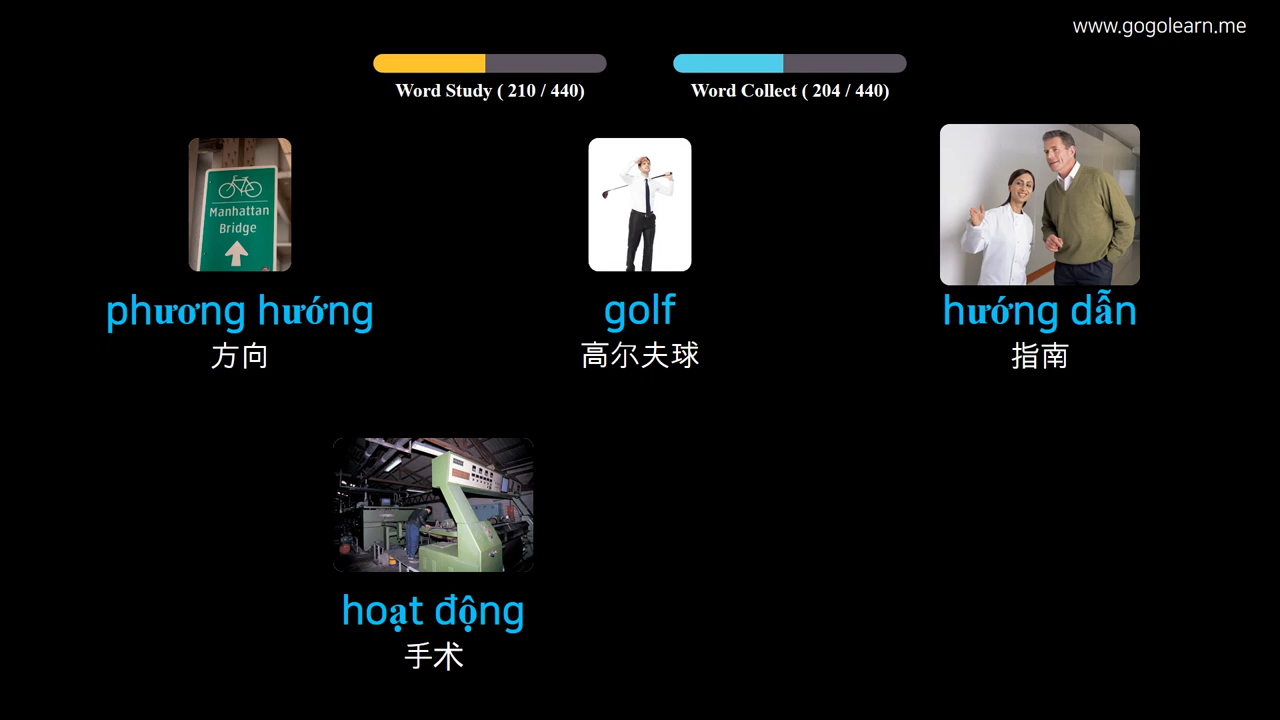 www.gogolearn.me
Word Study ( 210 / 440)
Word Collect ( 204 / 440)
Manhattan
Bridge
phương hướng
方向
golf
高尔夫球
hướng dẫn
指南
hoạt động
手术